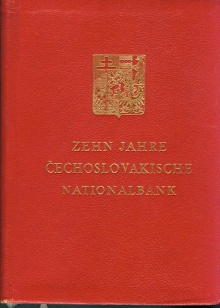 ZEHN JAHRE
ČECHOSLOVAKISCHE
NATIONALBANK